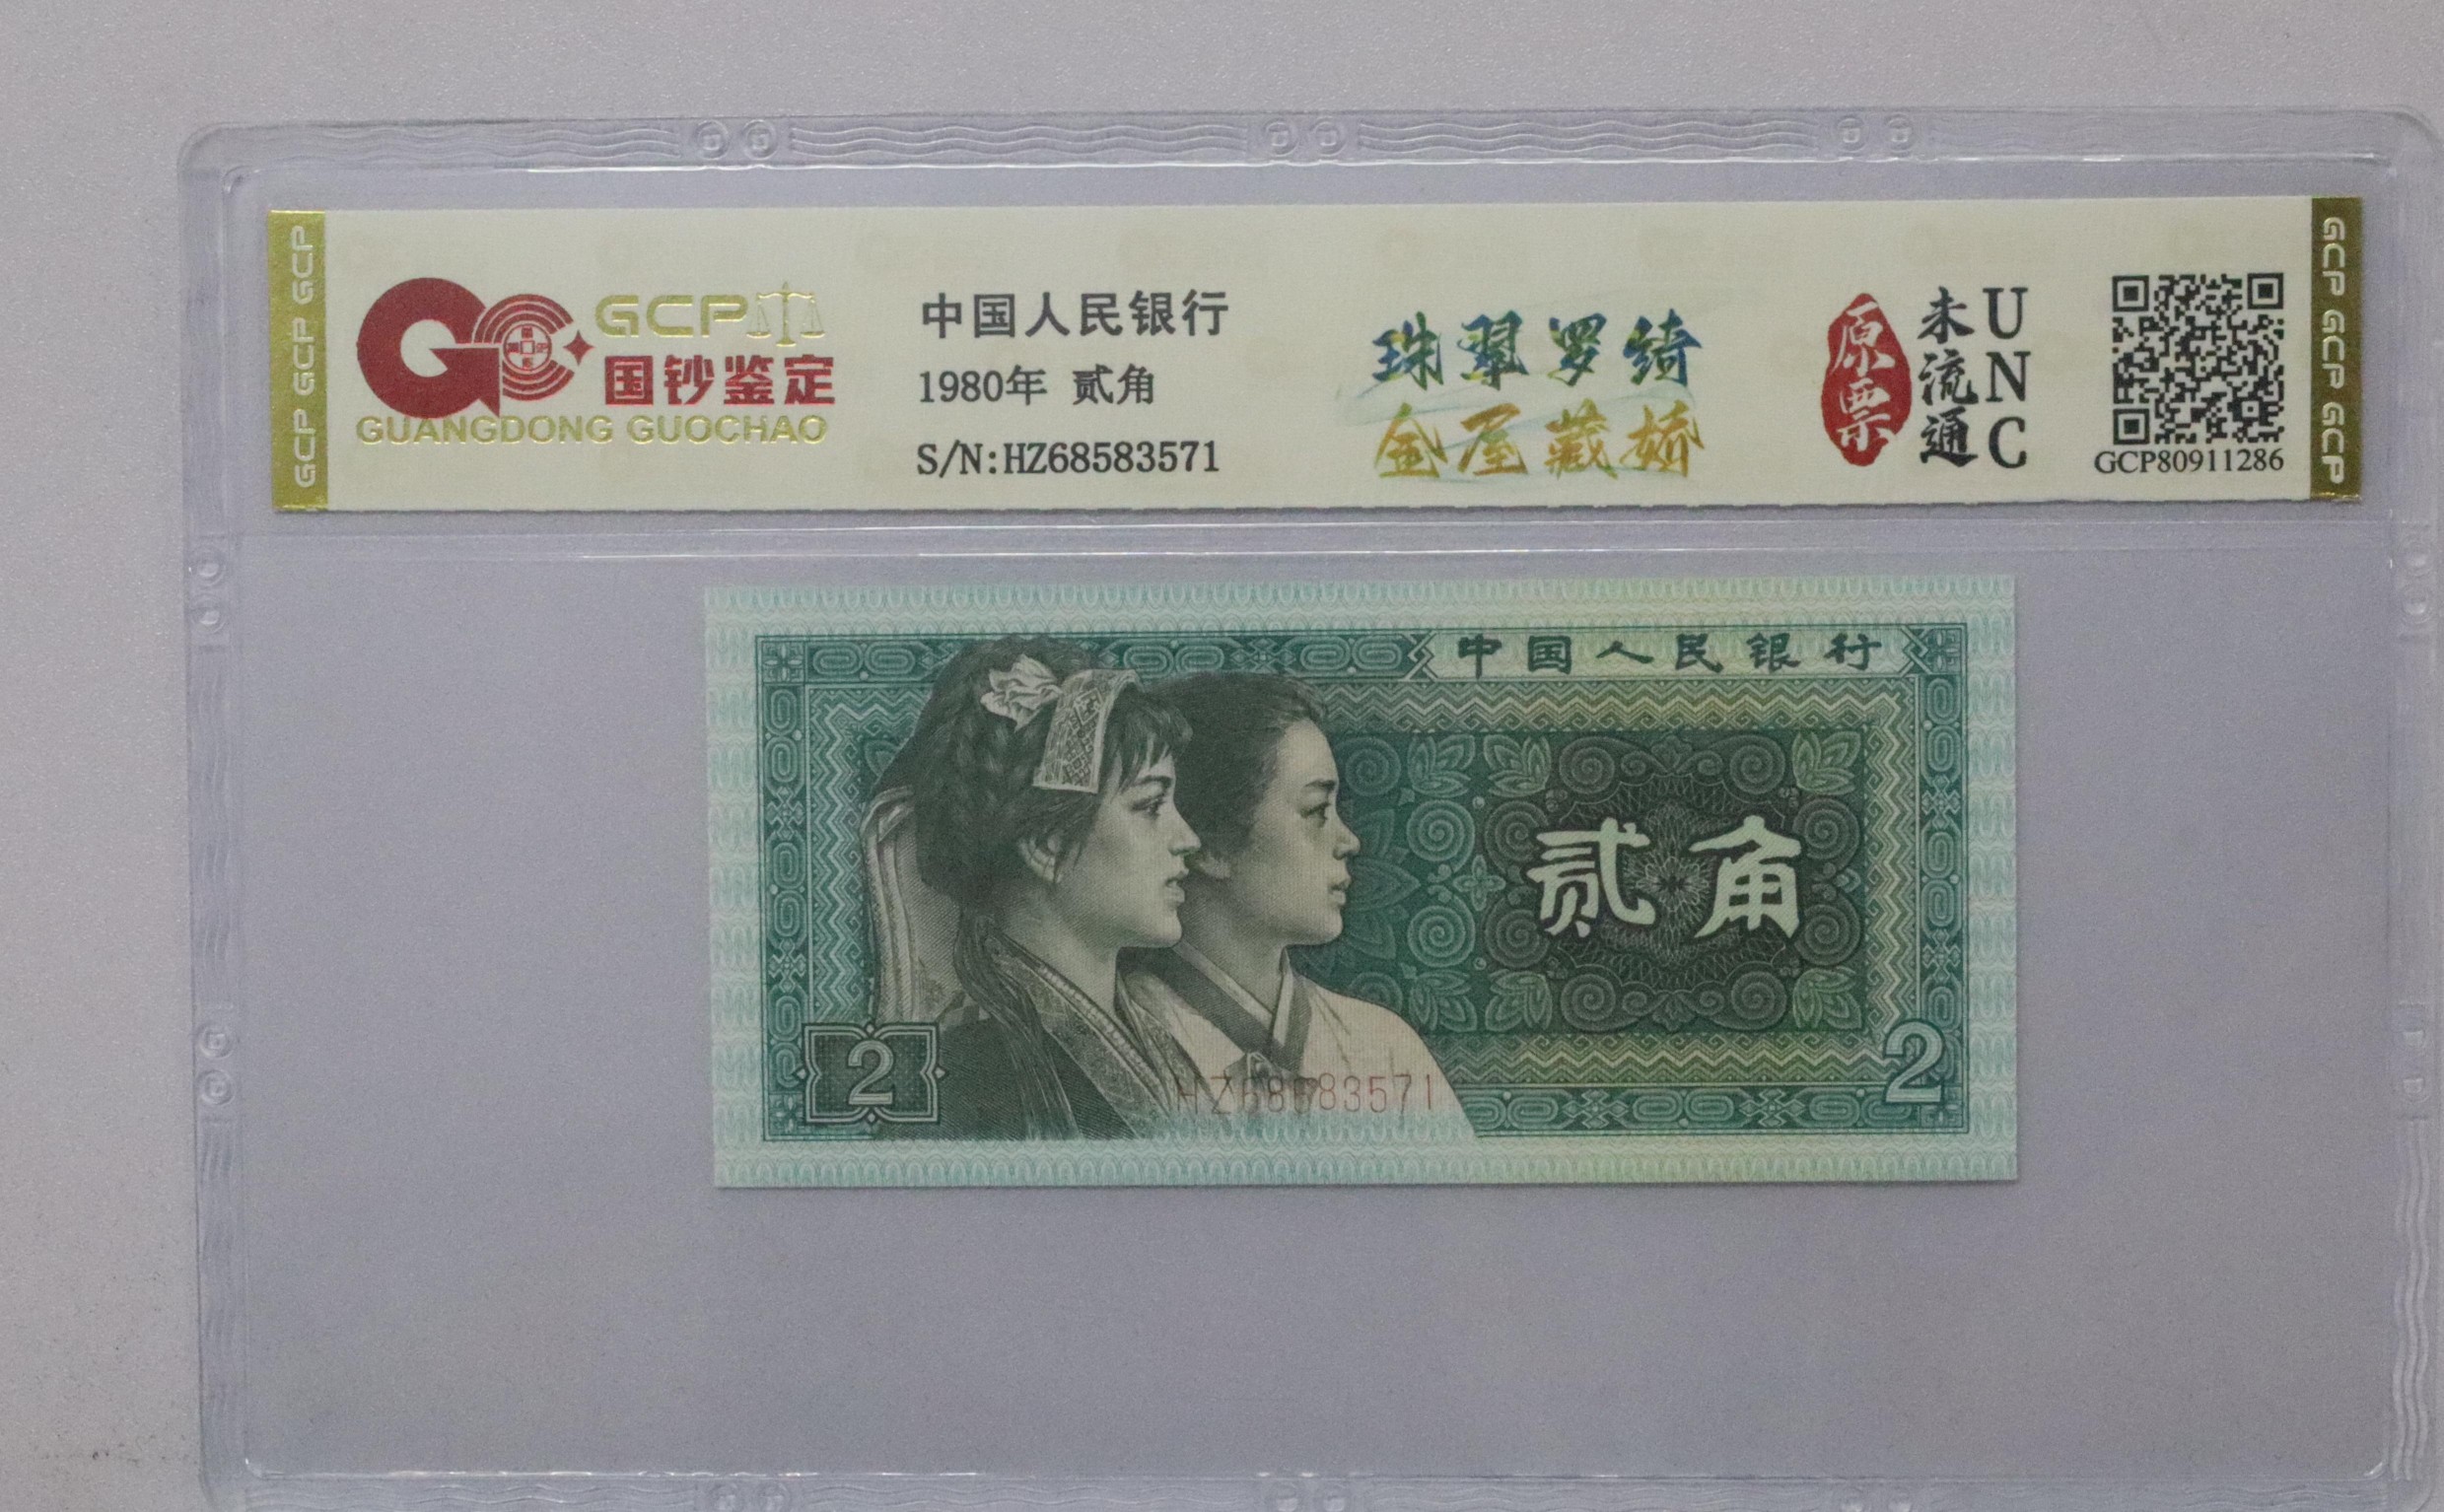 GCP GCP GCP
GCP
国钞鉴定
GUANGDONG GUOCHAO
中国人民银行
1980年 贰角
S/N:HZ68583571
珠翠罗绮
金屋藏娇
原票
未流通
UNC
GCP80911286
GCP GCP GCP
中国人民银行
贰角
2
2
HZ68583571